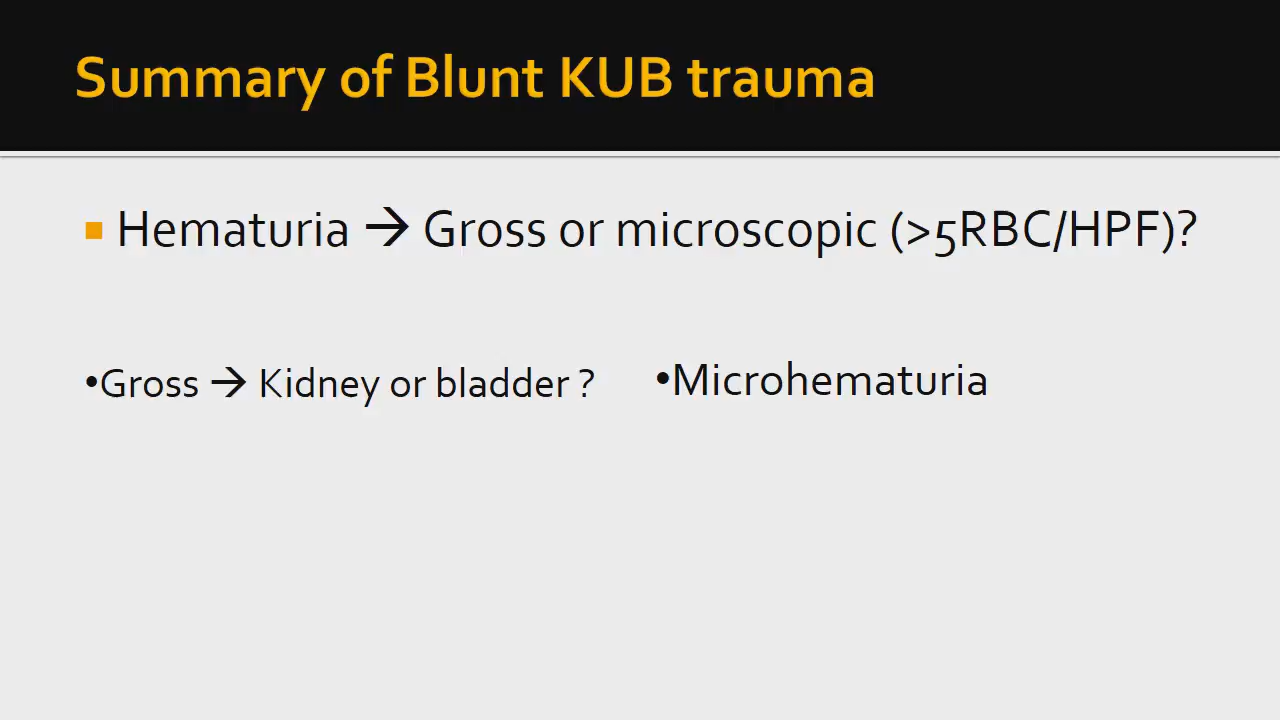 Summary of Blunt KUB trauma
▪ Hematuria → Gross or microscopic (>5RBC/HPF)?
•Gross → Kidney or bladder ?
•Microhematuria